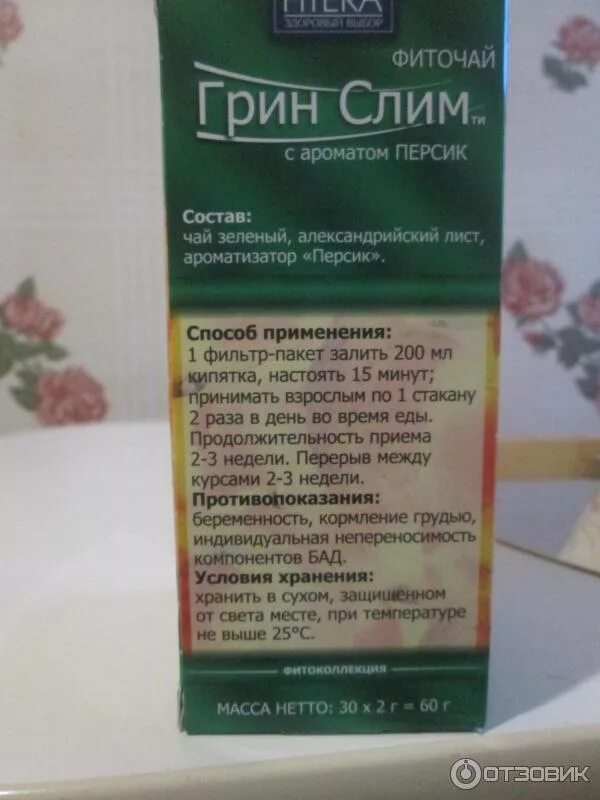 ЗДОРОВЫЙ ВЫБОР
ФИТОЧАЙ
Грин Слим ти
с ароматом ПЕРСИК
Состав:
чай зеленый, александрийский лист,
ароматизатор «Персик».
Способ применения:
1 фильтр-пакет залить 200 мл
кипятка, настоять 15 минут;
принимать взрослым по 1 стакану
2 раза в день во время еды.
Продолжительность приема
2-3 недели. Перерыв между
курсами 2-3 недели.
Противопоказания:
беременность, кормление грудью,
индивидуальная непереносимость
компонентов БАД.
Условия хранения:
хранить в сухом, защищенном
от света месте, при температуре
не выше 25°С.
ФИТОКОЛЛЕКЦИЯ
МАССА НЕТТО: 30 х 2 г = 60 г
ОТЗОВИК